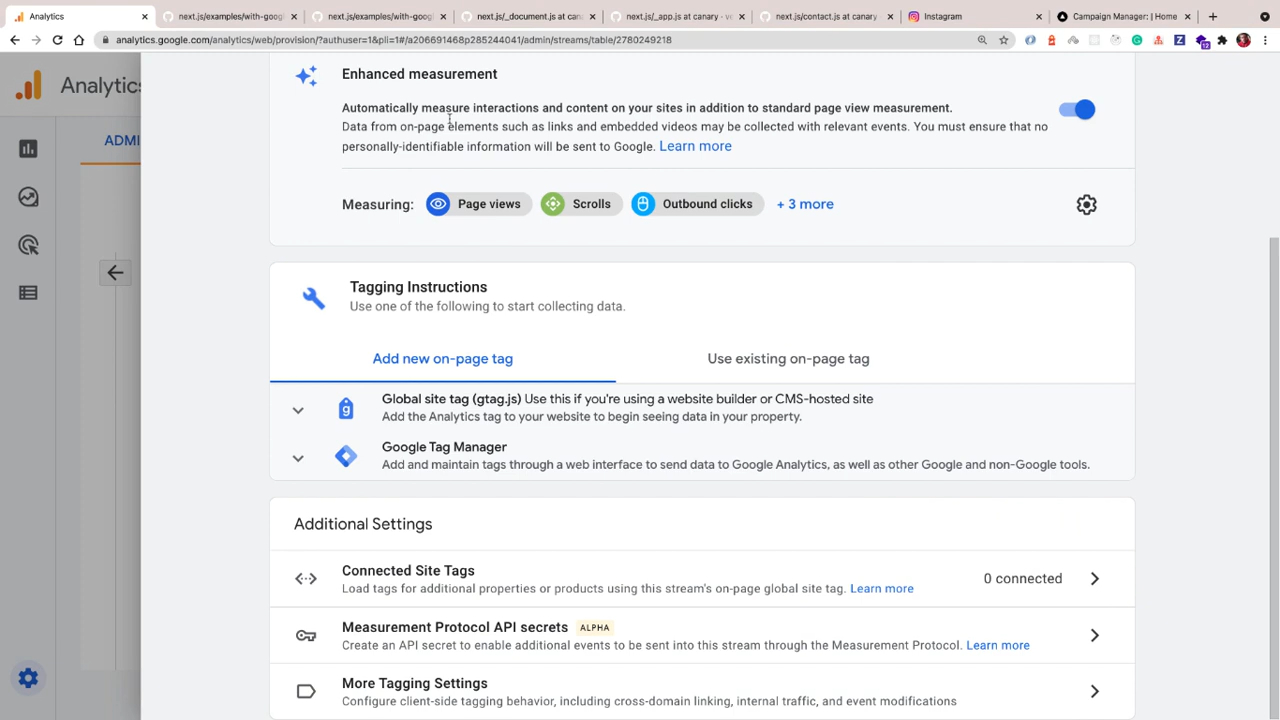 Analytics
next.js/examples/with-googl
next.js/examples/with-google
next.js/_document.js at can
next.js/_app.js at canary · v
next.js/contact.js at canary
Instagram
Campaign Manager: | Home
analytics.google.com/analytics/web/provision/?authuser=1&pli=1#/a206691468p285244041/admin/streams/table/2780249218
12
Analytics
ADMI
Enhanced measurement
Automatically measure interactions and content on your sites in addition to standard page view measurement.
Data from on-page elements such as links and embedded videos may be collected with relevant events. You must ensure that no
personally-identifiable information will be sent to Google. Learn more
Measuring: Page views Scrolls Outbound clicks + 3 more
Tagging Instructions
Use one of the following to start collecting data.
Add new on-page tag Use existing on-page tag
Global site tag (gtag.js) Use this if you're using a website builder or CMS-hosted site
Add the Analytics tag to your website to begin seeing data in your property.
Google Tag Manager
Add and maintain tags through a web interface to send data to Google Analytics, as well as other Google and non-Google tools.
Additional Settings
Connected Site Tags
Load tags for additional properties or products using this stream's on-page global site tag. Learn more
0 connected
Measurement Protocol API secrets ALPHA
Create an API secret to enable additional events to be sent into this stream through the Measurement Protocol. Learn more
More Tagging Settings
Configure client-side tagging behavior, including cross-domain linking, internal traffic, and event modifications